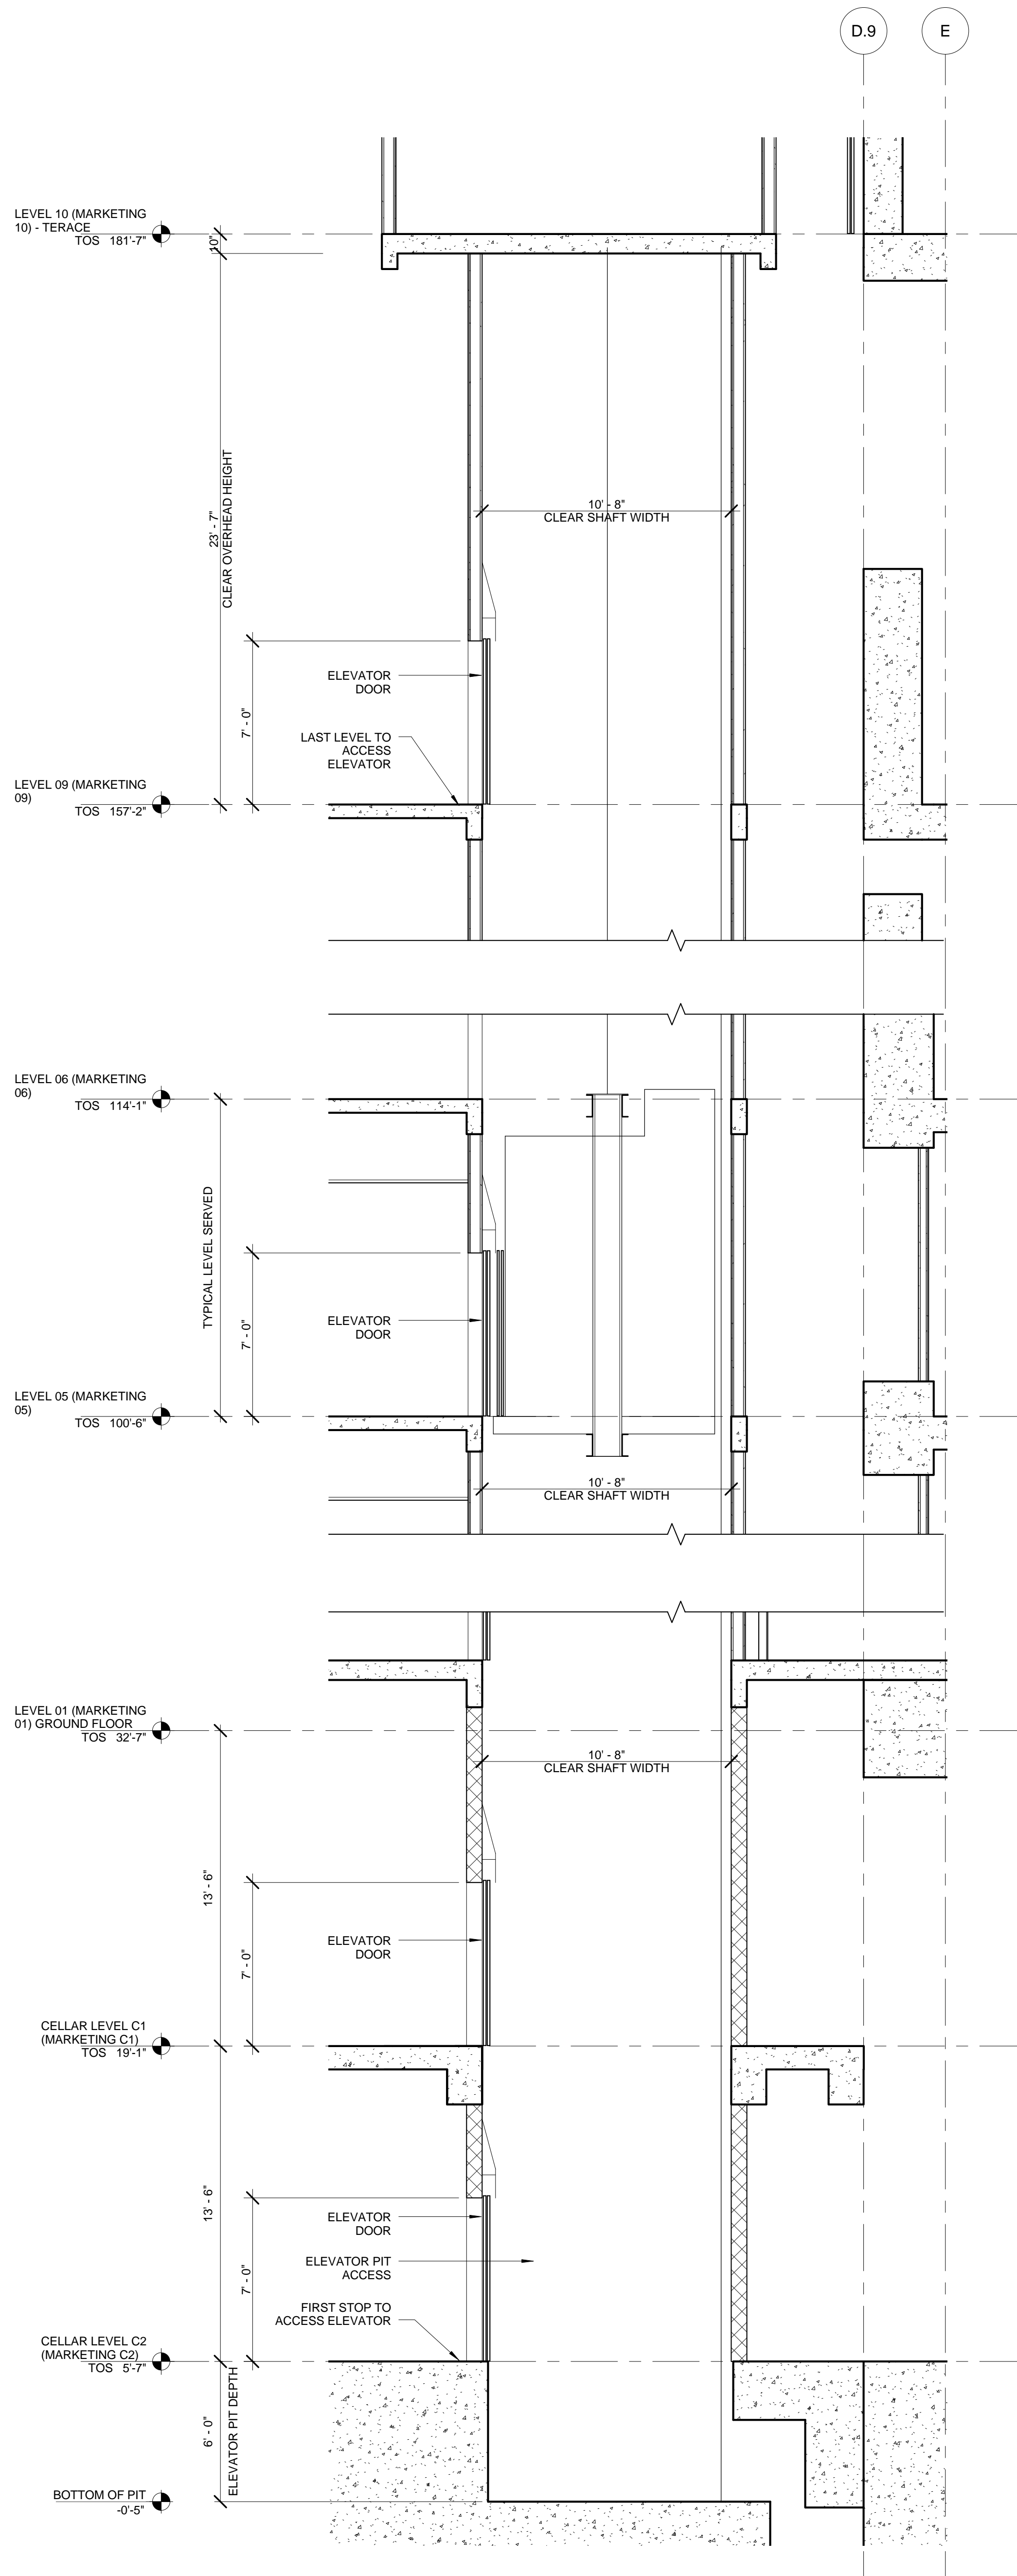 D.9
E
LEVEL 10 (MARKETING
10) - TERACE
TOS 181'-7"
10"
23' - 7"
CLEAR OVERHEAD HEIGHT
10' - 8"
CLEAR SHAFT WIDTH
ELEVATOR
DOOR
7' - 0"
LAST LEVEL TO
ACCESS
ELEVATOR
LEVEL 09 (MARKETING
09)
TOS 157'-2"
LEVEL 06 (MARKETING
06)
TOS 114'-1"
TYPICAL LEVEL SERVED
7' - 0"
ELEVATOR
DOOR
LEVEL 05 (MARKETING
05)
TOS 100'-6"
10' - 8"
CLEAR SHAFT WIDTH
LEVEL 01 (MARKETING
01) GROUND FLOOR
TOS 32'-7"
10' - 8"
CLEAR SHAFT WIDTH
13' - 6"
7' - 0"
ELEVATOR
DOOR
CELLAR LEVEL C1
(MARKETING C1)
TOS 19'-1"
13' - 6"
7' - 0"
ELEVATOR
DOOR
ELEVATOR PIT
ACCESS
FIRST STOP TO
ACCESS ELEVATOR
CELLAR LEVEL C2
(MARKETING C2)
TOS 5'-7"
6' - 0"
ELEVATOR PIT DEPTH
BOTTOM OF PIT
-0'-5"